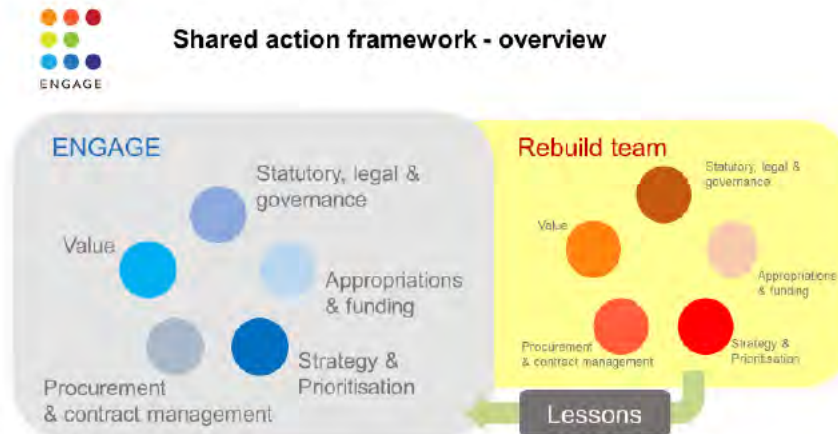 ENGAGE
Shared action framework - overview
ENGAGE
Statutory, legal &
governance
Value
Appropriations
& funding
Strategy &
Prioritisation
Procurement
& contract management
Rebuild team
Statutory, legal &
governance
Value
Appropriations
& funding
Strategy &
Prioritisation
Procurement
& contract management
Lessons